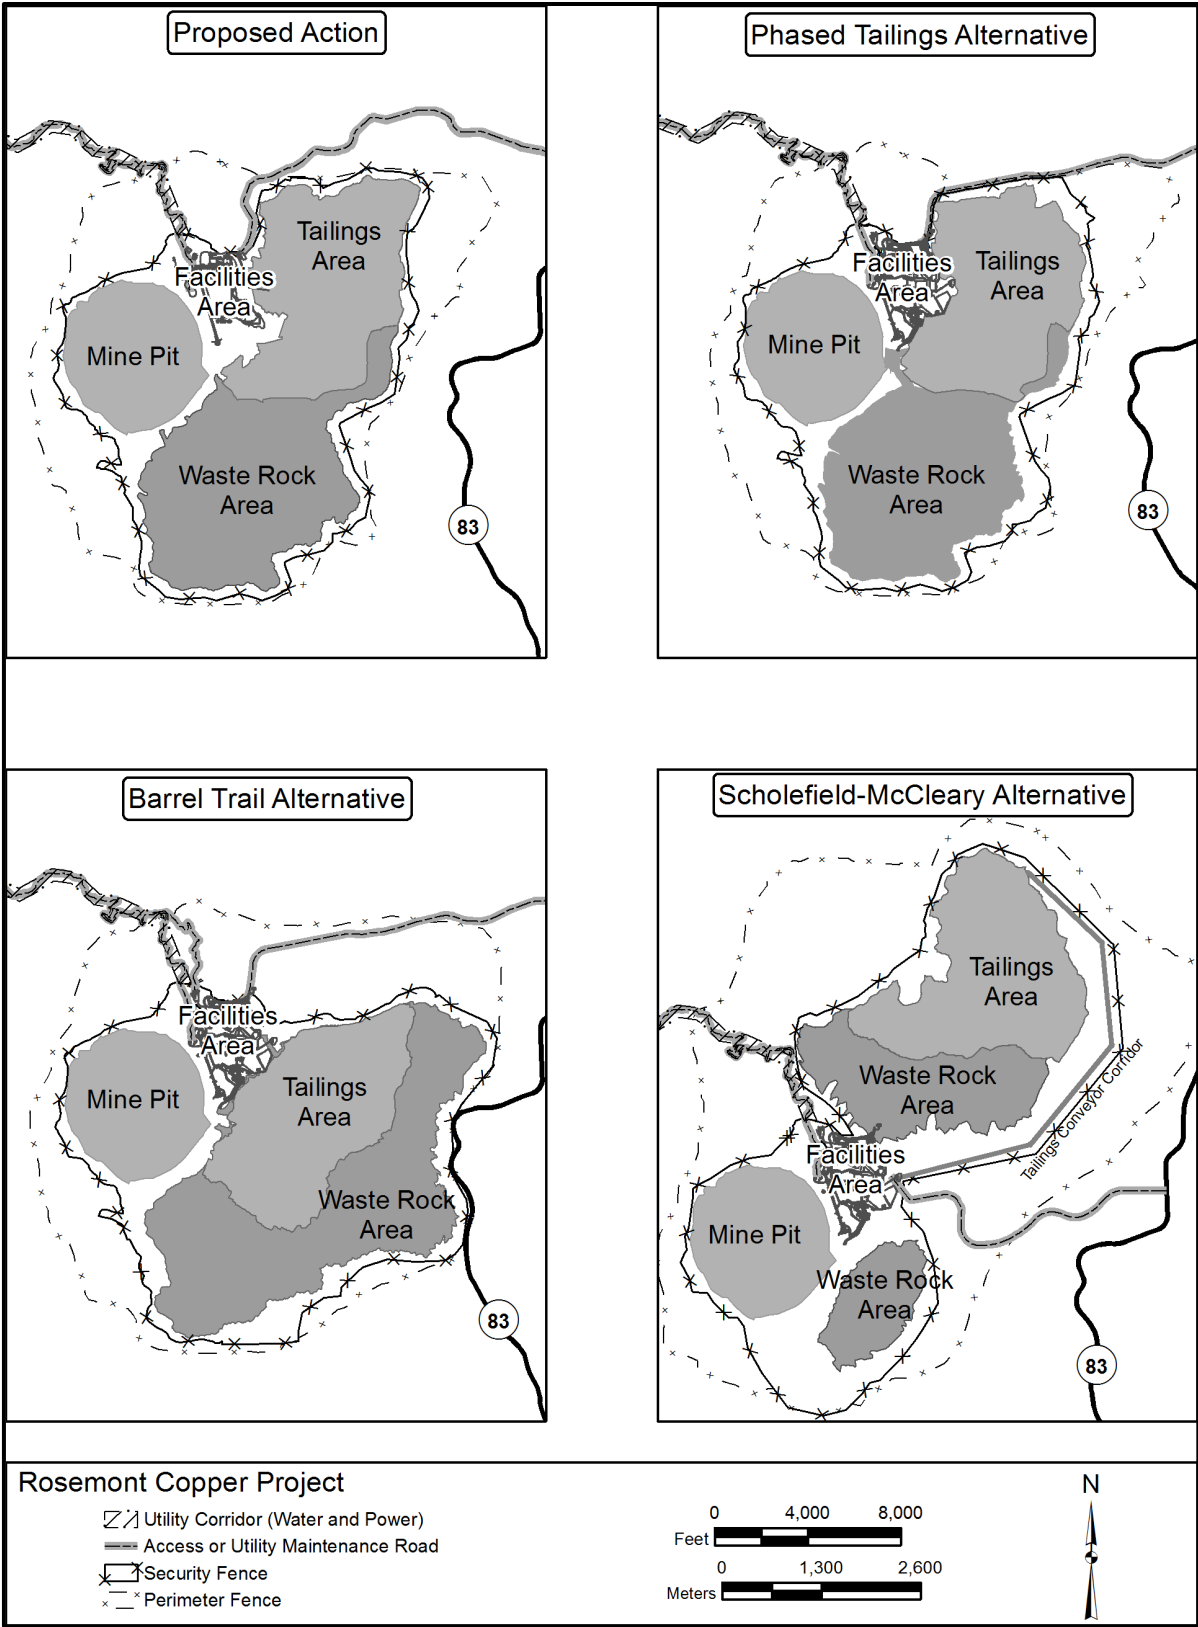 Proposed Action
Tailings
Area
Facilities
Area
Mine Pit
Waste Rock
Area
83
Phased Tailings Alternative
Facilities
Area
Tailings
Area
Mine Pit
Waste Rock
Area
83
Barrel Trail Alternative
Facilities
Area
Mine Pit
Tailings
Area
Waste Rock
Area
83
Scholefield-McCleary Alternative
Tailings
Area
Waste Rock
Area
Tailings Conveyor Corridor
Facilities
Area
Mine Pit
Waste Rock
Area
83
Rosemont Copper Project
Utility Corridor (Water and Power)
Access or Utility Maintenance Road
Security Fence
Perimeter Fence
0 4,000 8,000
Feet
0 1,300 2,600
Meters
N